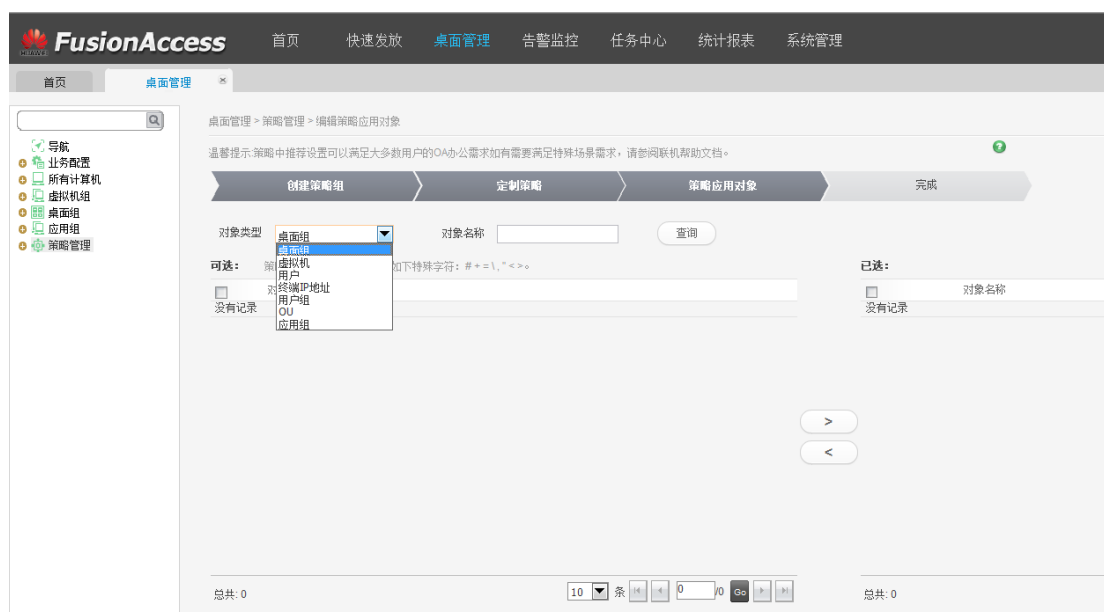 HUAWEI FusionAccess 首页 快速发放 桌面管理 告警监控 任务中心 统计报表 系统管理
首页 桌面管理
桌面管理 > 策略管理 > 编辑策略应用对象
导航
业务配置
所有计算机
虚拟机组
桌面组
应用组
策略管理
温馨提示:策略中推荐设置可以满足大多数用户的OA办公需求如有需要满足特殊场景需求，请参阅联机帮助文档。
创建策略组 定制策略 策略应用对象 完成
对象类型 桌面组 对象名称 查询
桌面组
虚拟机
用户
终端IP地址
用户组
OU
应用组
可选： 策 如下特殊字符：# + = \ , " < > 。 已选：
对 对象名称
没有记录 没有记录
>
<
总共: 0 10 条 0 /0 Go 总共: 0